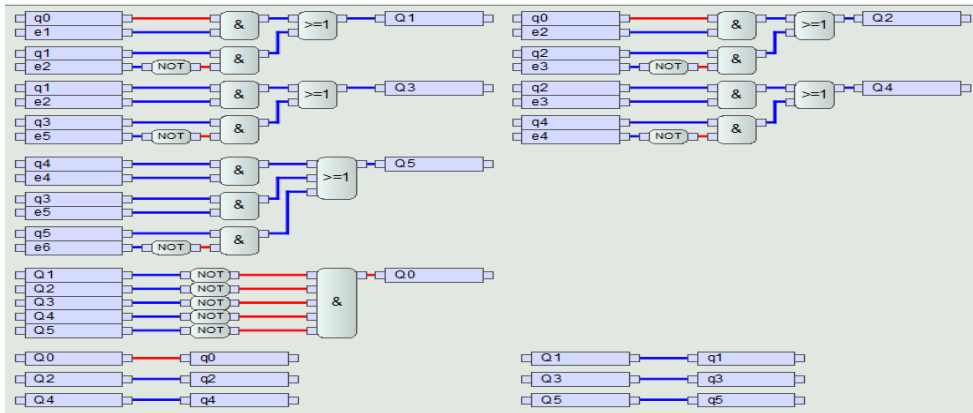 q0 & >=1 Q1
e1
q1 &
e2 NOT
q1 & >=1 Q3
e2
q3 &
e5 NOT
q4 & >=1 Q5
e4
q3 &
e5
q5 &
e6 NOT
Q1 NOT & Q0
Q2 NOT
Q3 NOT
Q4 NOT
Q5 NOT
Q0 q0
Q2 q2
Q4 q4
q0 & >=1 Q2
e2
q2 &
e3 NOT
q2 & >=1 Q4
e3
q4 &
e4 NOT
Q1 q1
Q3 q3
Q5 q5